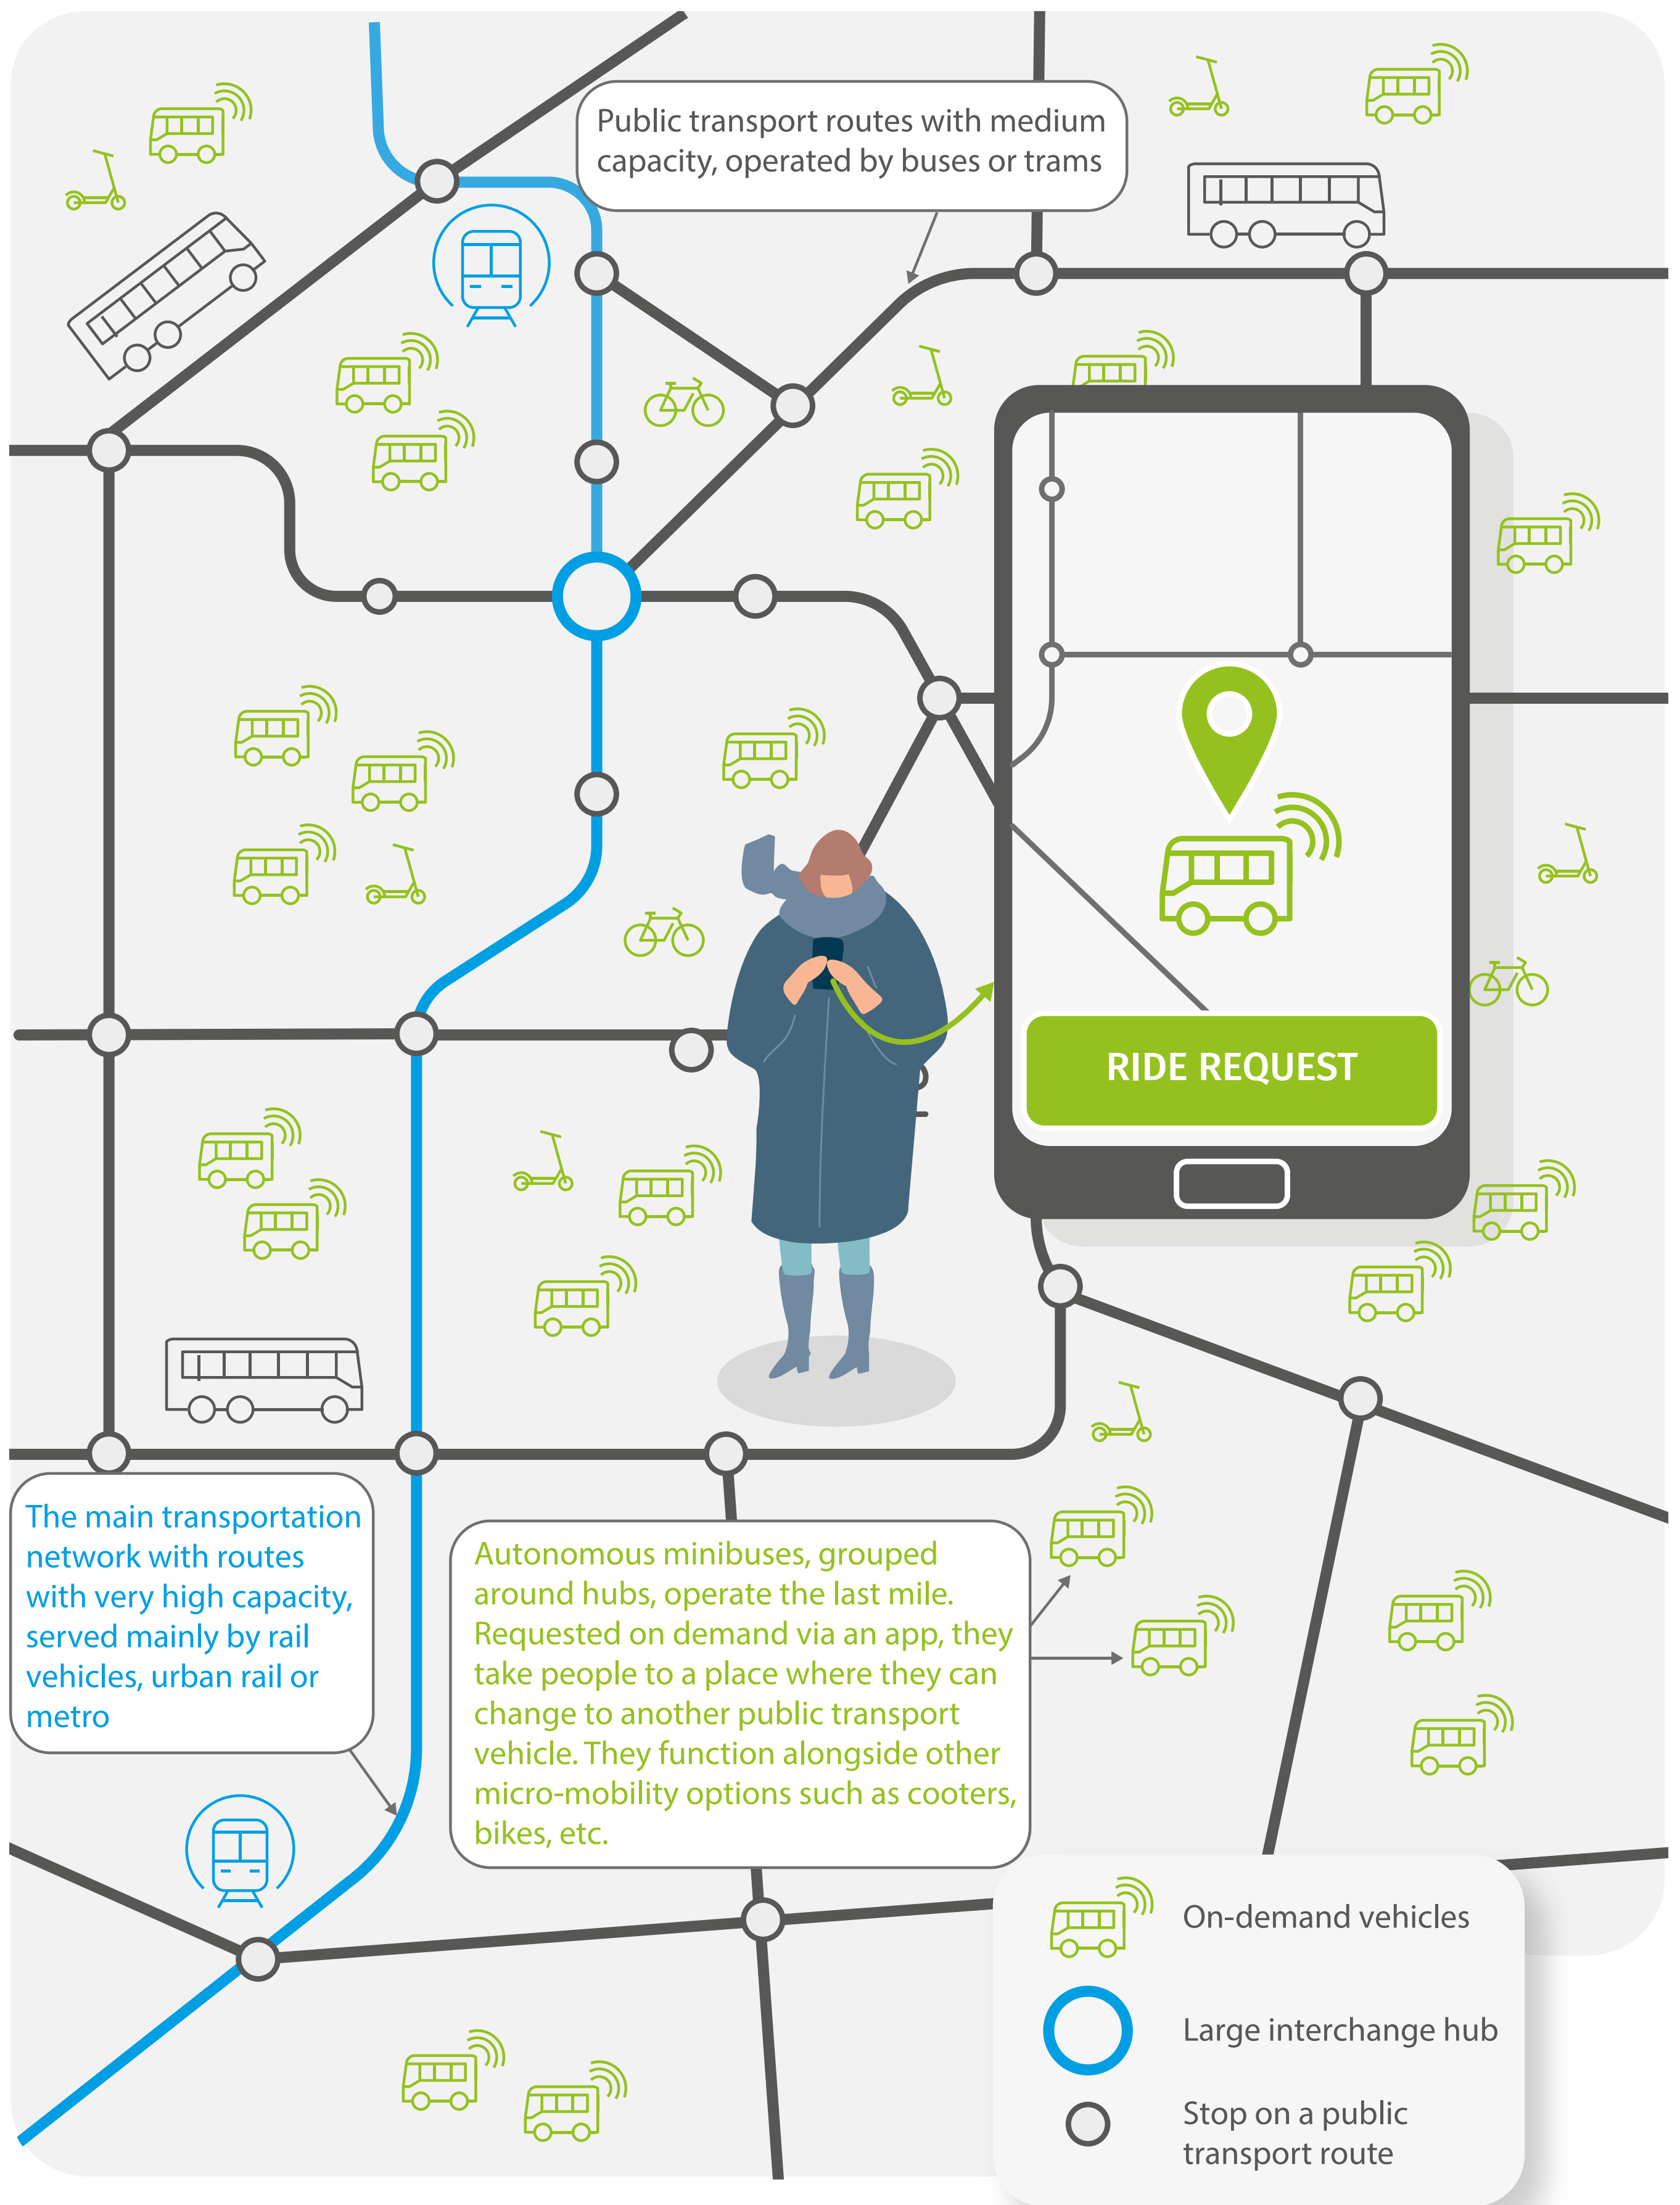 Public transport routes with medium
capacity, operated by buses or trams
RIDE REQUEST
The main transportation
network with routes
with very high capacity,
served mainly by rail
vehicles, urban rail or
metro
Autonomous minibuses, grouped
around hubs, operate the last mile.
Requested on demand via an app, they
take people to a place where they can
change to another public transport
vehicle. They function alongside other
micro-mobility options such as cooters,
bikes, etc.
On-demand vehicles
Large interchange hub
Stop on a public
transport route